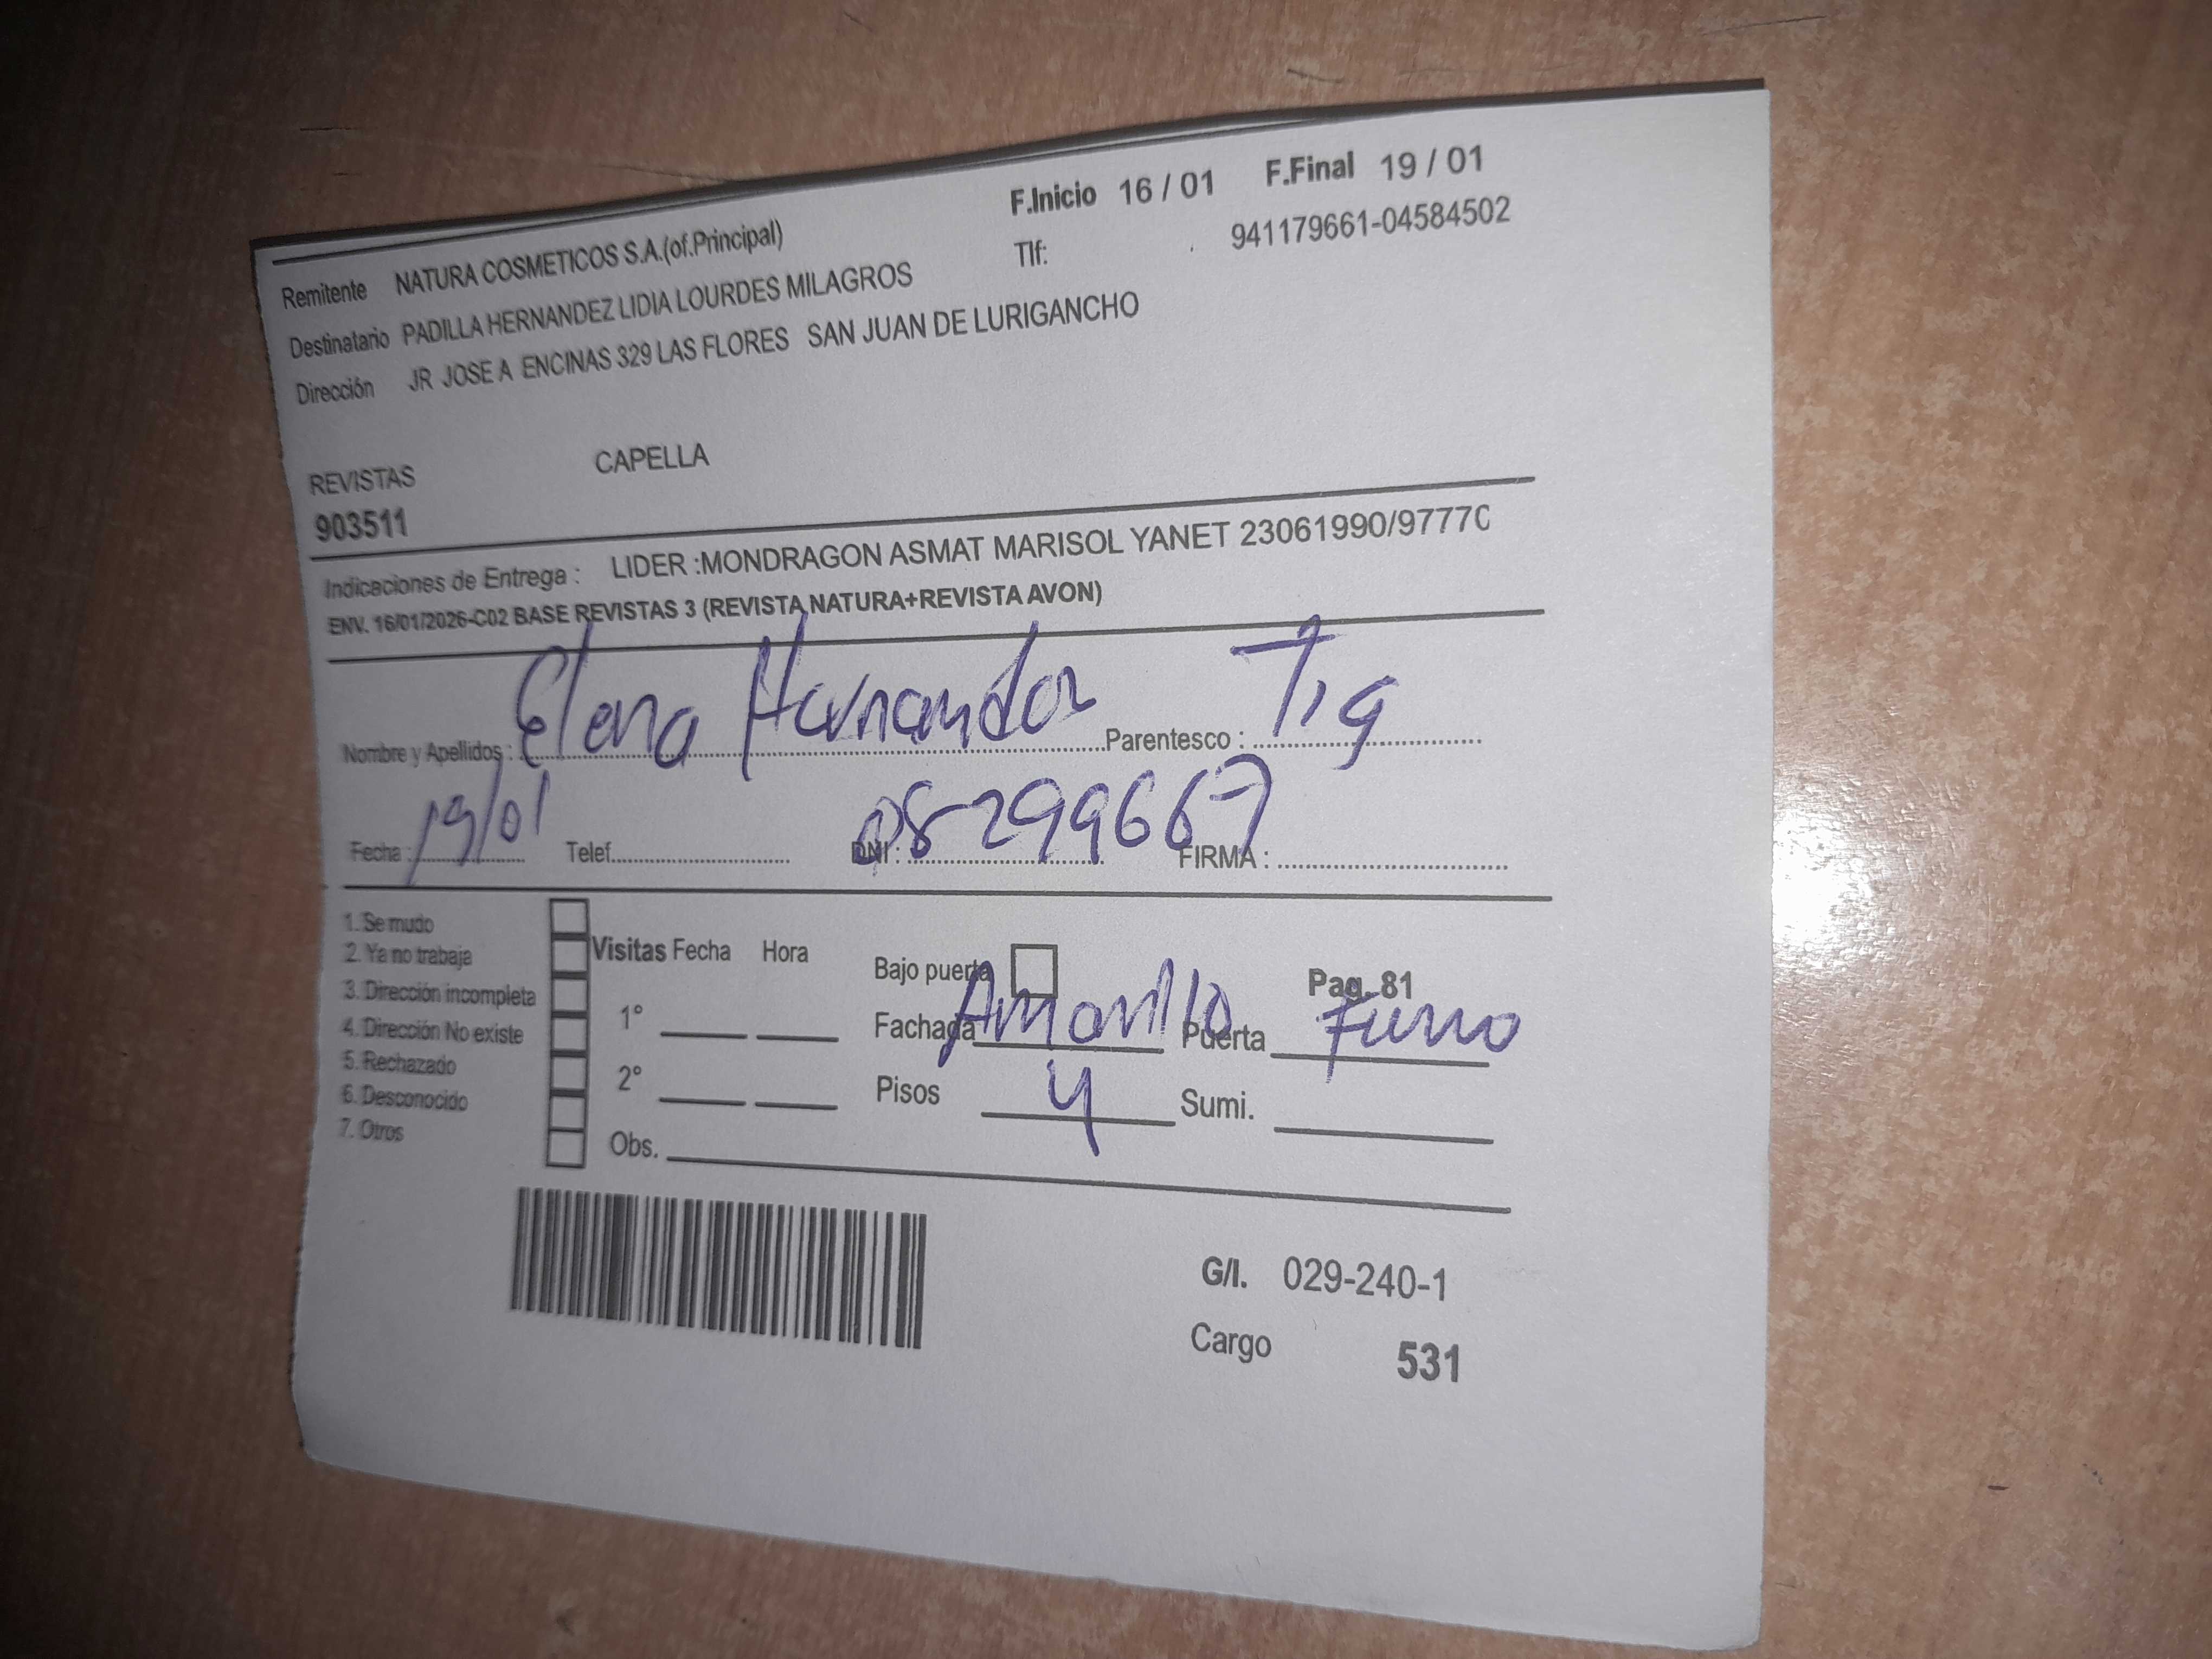 F.Inicio 16 / 01 F.Final 19 / 01
Remitente NATURA COSMETICOS S.A.(of.Principal) Tlf: 941179661-04584502
Destinatario PADILLA HERNANDEZ LIDIA LOURDES MILAGROS
Dirección JR JOSE A ENCINAS 329 LAS FLORES SAN JUAN DE LURIGANCHO
REVISTAS CAPELLA
903511
Indicaciones de Entrega : LIDER :MONDRAGON ASMAT MARISOL YANET 23061990/9777
ENV. 16/01/2026-C02 BASE REVISTAS 3 (REVISTA NATURA+REVISTA AVON)
Nombre y Apellidos : Elena Hernandez Parentesco : Tia
Fecha : 19/01 Telef. DNI : 08299667 FIRMA :
1. Se mudo
2. Ya no trabaja
3. Dirección incompleta
4. Dirección No existe
5. Rechazado
6. Desconocido
7. Otros
Visitas Fecha Hora
1°
2°
Obs.
Bajo puerta Pag. 81
Fachada Amarillo Puerta Fierro
Pisos 4 Sumi.
G/I. 029-240-1
Cargo 531